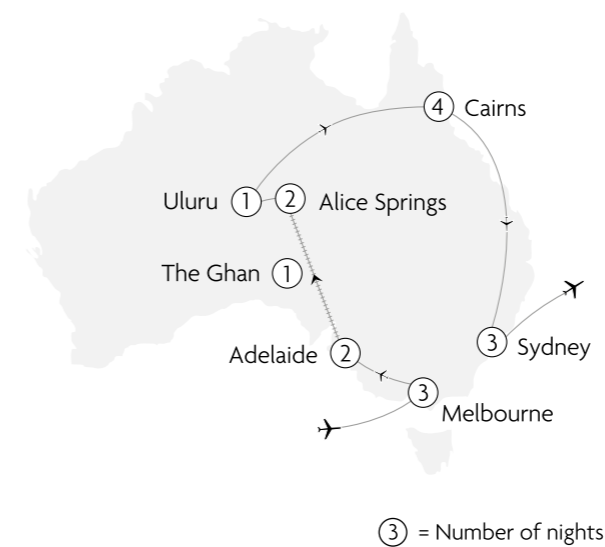 4 Cairns
Uluru 1 2 Alice Springs
The Ghan 1
Adelaide 2
3 Sydney
3
Melbourne
3 = Number of nights